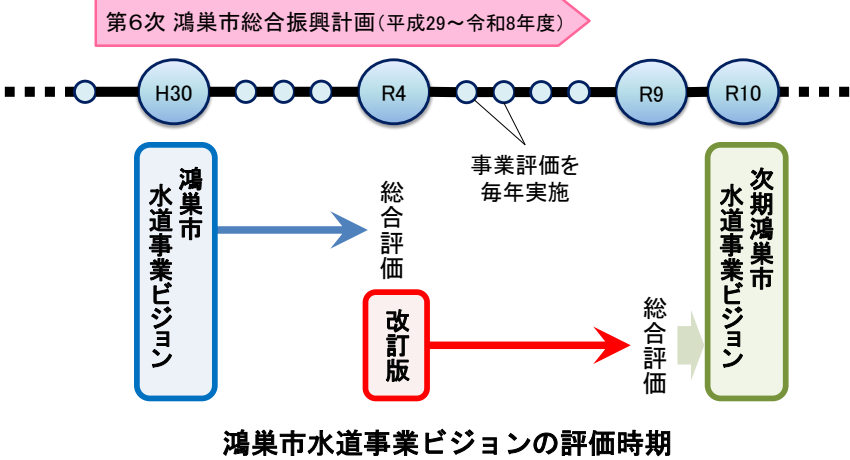 第6次 鴻巣市総合振興計画(平成29～令和8年度)
H30
R4
R9
R10
事業評価を
毎年実施
鴻巣市
水道事業ビジョン
総合評価
改訂版
総合評価
次期鴻巣市
水道事業ビジョン
鴻巣市水道事業ビジョンの評価時期